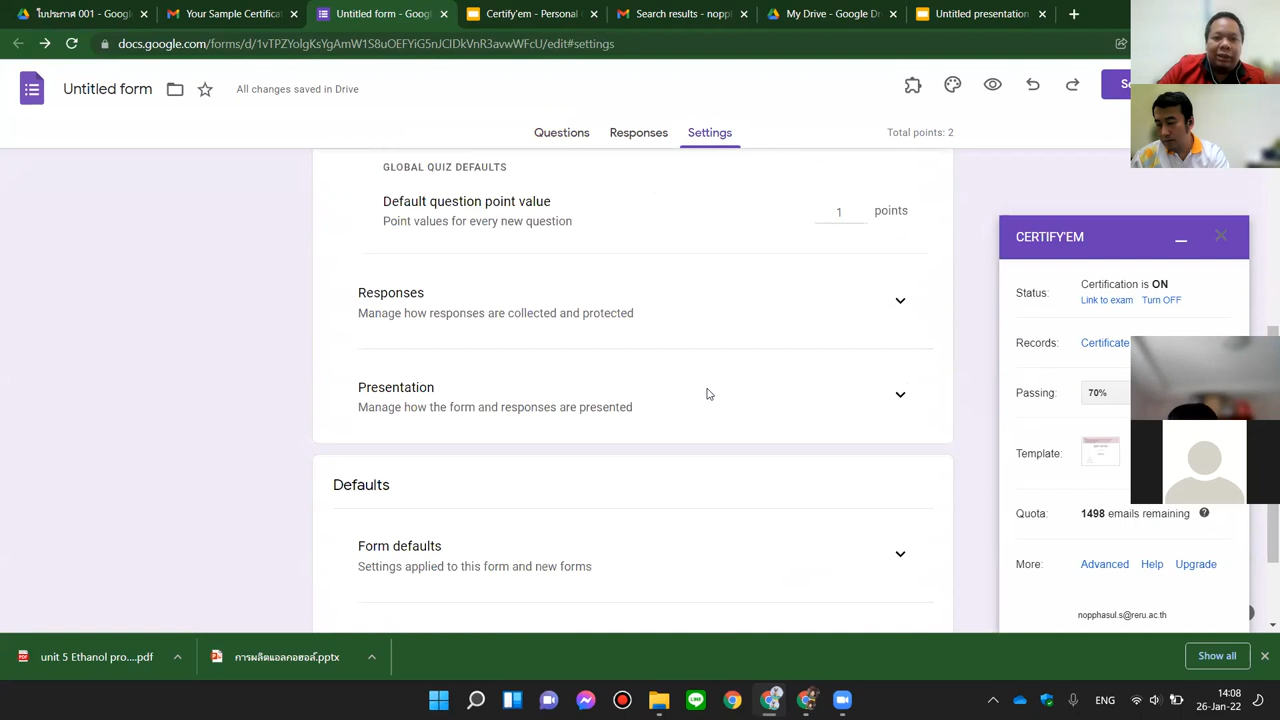 ใบประกาศ 001 - Google
Your Sample Certificat
Untitled form - Goog
Certify'em - Personal
Search results - nopp
My Drive - Google Dr
Untitled presentation
docs.google.com/forms/d/1vTPZYolgKsYgAmW1S8uOEFYiG5nJCIDkVnR3avwWFcU/edit#settings
Untitled form
All changes saved in Drive
Questions
Responses
Settings
Total points: 2
GLOBAL QUIZ DEFAULTS
Default question point value
Point values for every new question
1
points
Responses
Manage how responses are collected and protected
Presentation
Manage how the form and responses are presented
Defaults
Form defaults
Settings applied to this form and new forms
CERTIFY'EM
Status:
Certification is ON
Link to exam
Turn OFF
Records:
Certificate
Passing:
70%
Template:
Quota:
1498 emails remaining
More:
Advanced
Help
Upgrade
nopphasul.s@reru.ac.th
unit 5 Ethanol pro....pdf
การผลิตแอลกอฮอล์.pptx
Show all
ENG
14:08
26-Jan-22